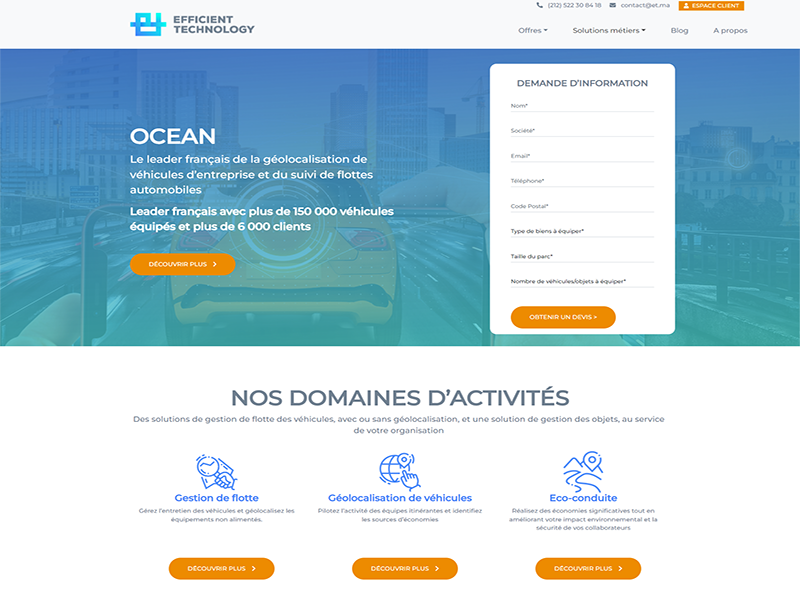 (212) 522 30 84 18 contact@et.ma ESPACE CLIENT
EFFICIENT
TECHNOLOGY
Offres Solutions métiers Blog A propos
OCEAN
Le leader français de la géolocalisation de
véhicules d'entreprise et du suivi de flottes
automobiles
Leader français avec plus de 150 000 véhicules
équipés et plus de 6 000 clients
DÉCOUVRIR PLUS >
DEMANDE D'INFORMATION
Nom*
Société*
Email*
Téléphone*
Code Postal*
Type de biens à équiper*
Taille du parc*
Nombre de véhicules/objets à équiper*
OBTENIR UN DEVIS >
NOS DOMAINES D'ACTIVITÉS
Des solutions de gestion de flotte des véhicules, avec ou sans géolocalisation, et une solution de gestion des objets, au service
de votre organisation
Gestion de flotte
Gérez l'entretien des véhicules et géolocalisez les
équipements non alimentés.
DÉCOUVRIR PLUS >
Géolocalisation de véhicules
Pilotez l'activité des équipes itinérantes et identifiez
les sources d'économies
DÉCOUVRIR PLUS >
Eco-conduite
Réalisez des économies significatives tout en
améliorant votre impact environnemental et la
sécurité de vos collaborateurs
DÉCOUVRIR PLUS >